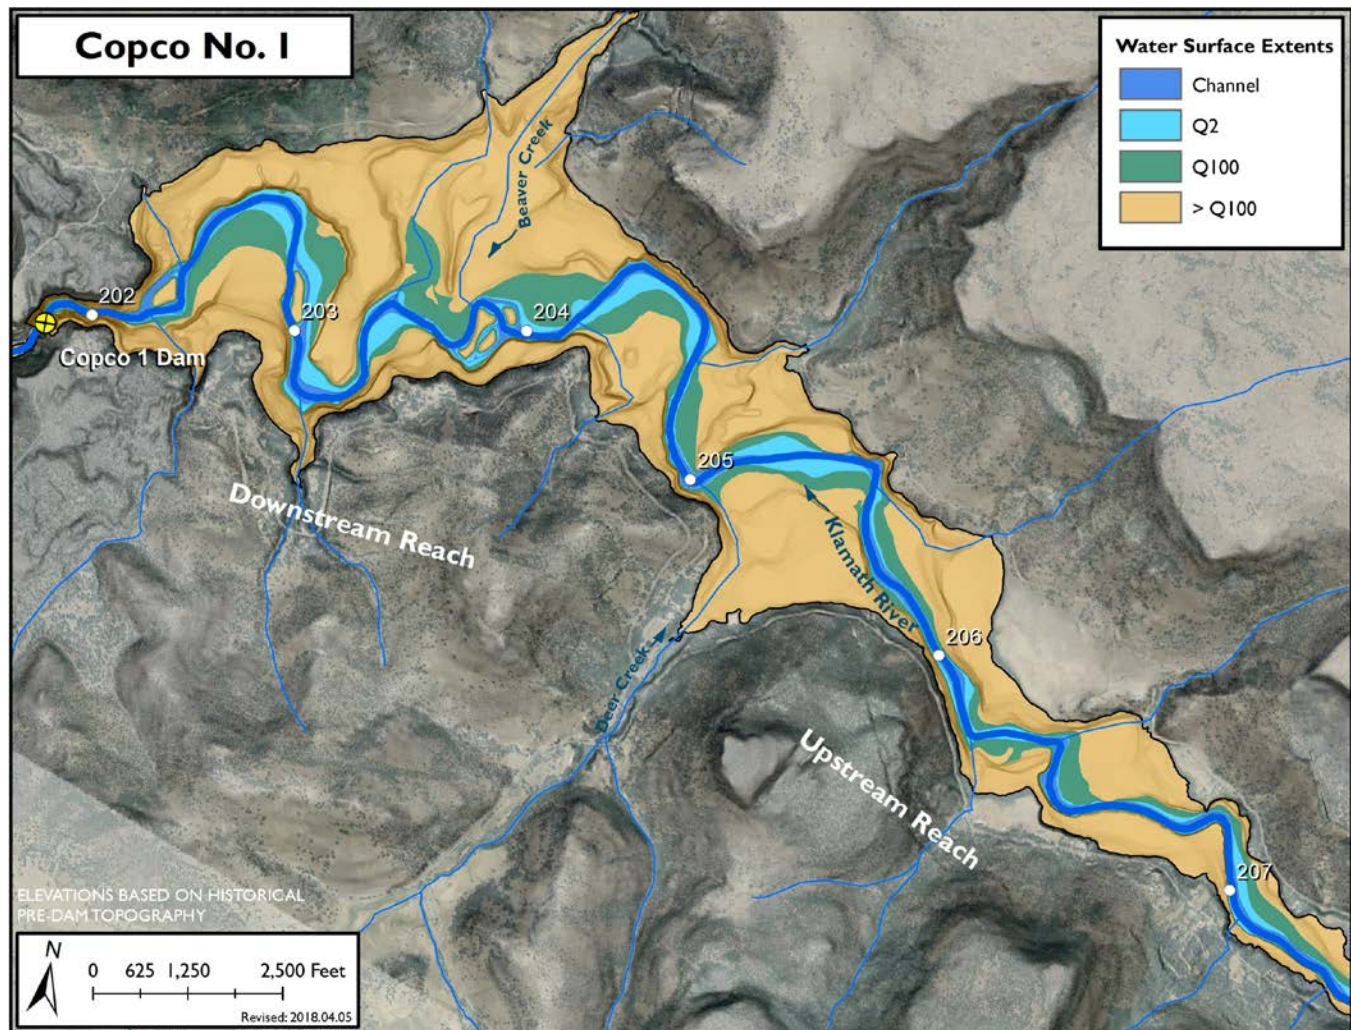 Copco No. 1
Water Surface Extents
Channel
Q2
Q100
> Q100
Beaver Creek
202
203
204
Copco 1 Dam
205
Downstream Reach
Klamath River
206
Deer Creek
Upstream Reach
207
ELEVATIONS BASED ON HISTORICAL
PRE-DAM TOPOGRAPHY
N
0 625 1,250 2,500 Feet
Revised: 2018.04.05